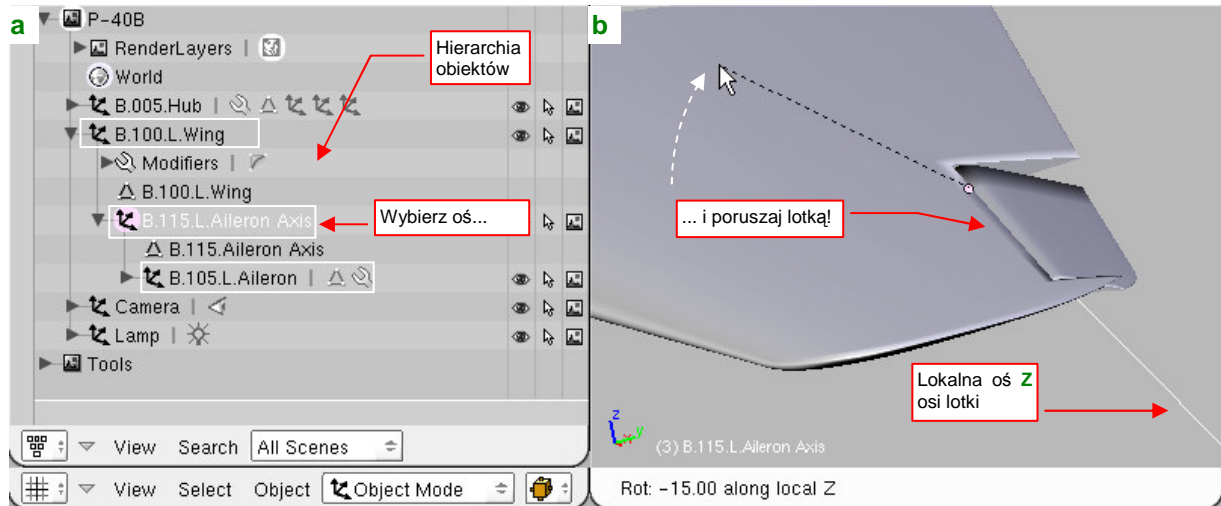 a
P-40B
RenderLayers |
World
B.005.Hub |
B.100.L.Wing
Modifiers |
B.100.L.Wing
B.115.L.Aileron Axis
B.115.Aileron Axis
B.105.L.Aileron |
Camera |
Lamp |
Tools
Hierarchia
obiektów
Wybierz oś...
View Search All Scenes
View Select Object Object Mode
b
... i poruszaj lotką!
Lokalna oś Z
osi lotki
z
x
y
(3) B.115.L.Aileron Axis
Rot: -15.00 along local Z